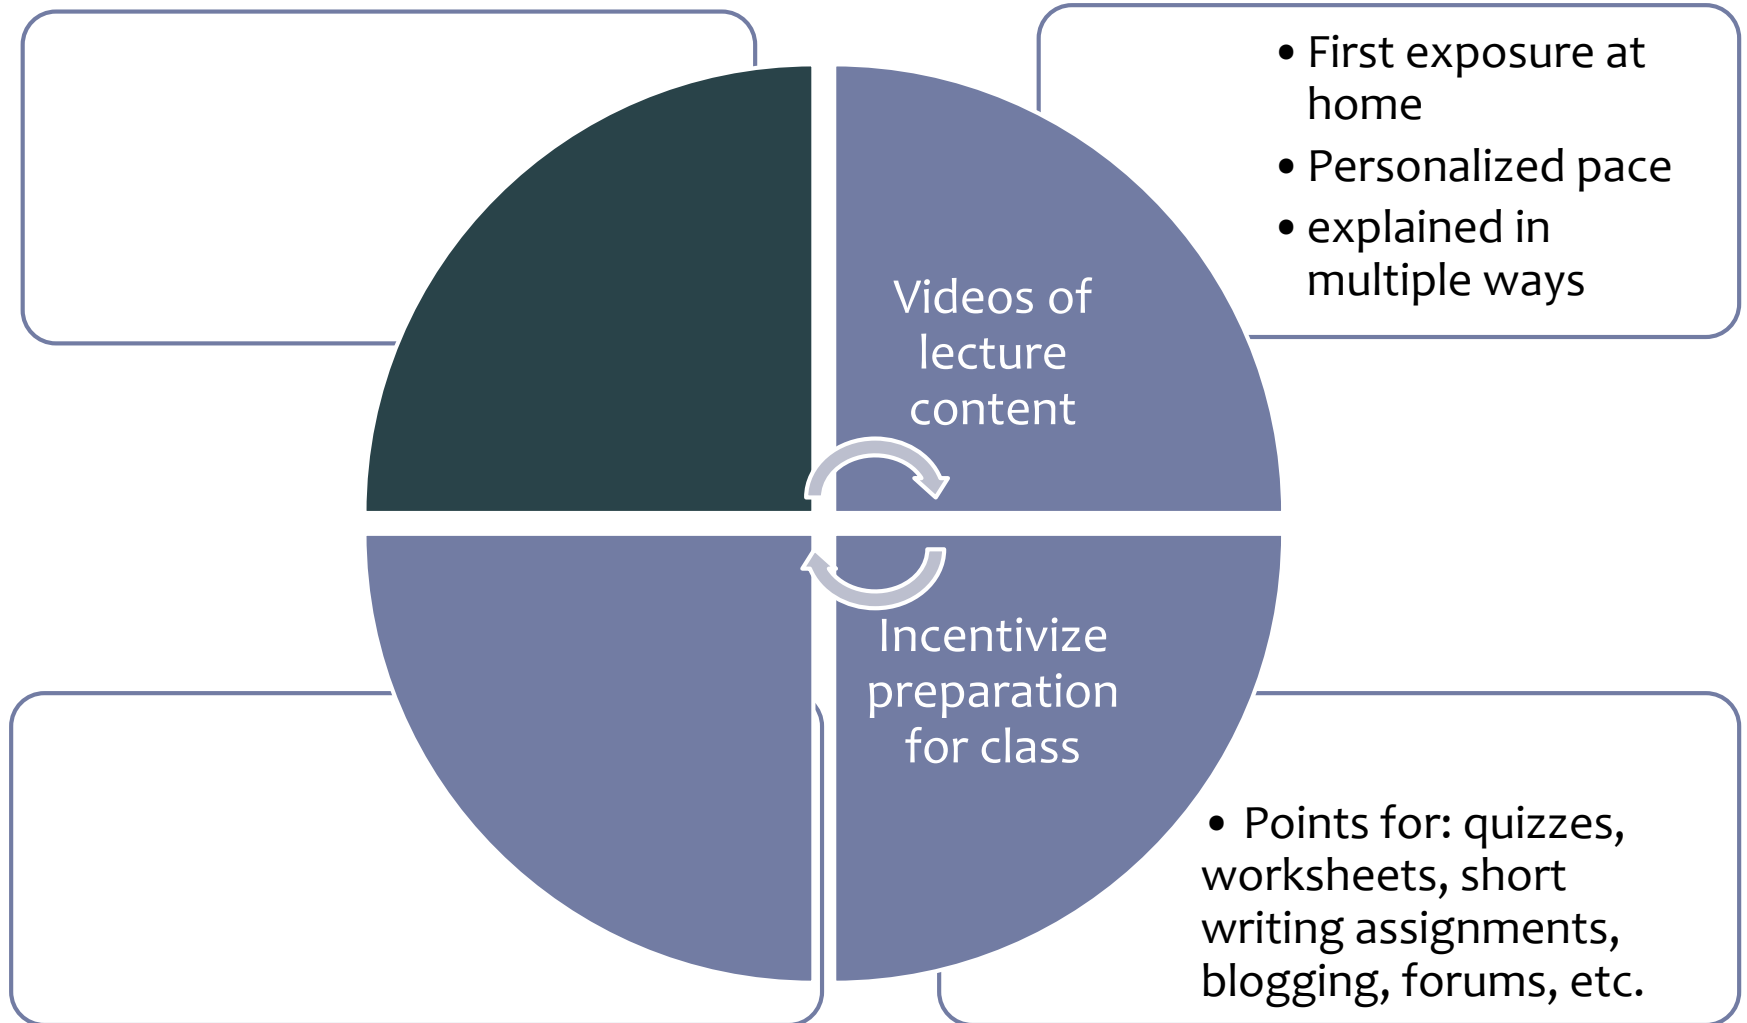 • First exposure at
home
• Personalized pace
• explained in
multiple ways
Videos of
lecture
content
Incentivize
preparation
for class
• Points for: quizzes,
worksheets, short
writing assignments,
blogging, forums, etc.